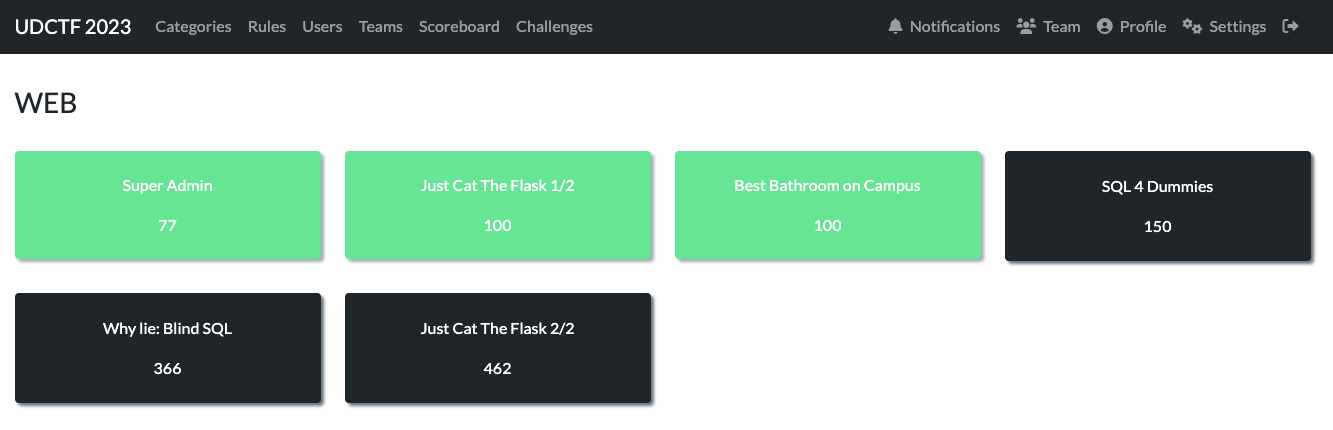 UDCTF 2023 Categories Rules Users Teams Scoreboard Challenges Notifications Team Profile Settings
WEB
Super Admin
77
Just Cat The Flask 1/2
100
Best Bathroom on Campus
100
SQL 4 Dummies
150
Why lie: Blind SQL
366
Just Cat The Flask 2/2
462